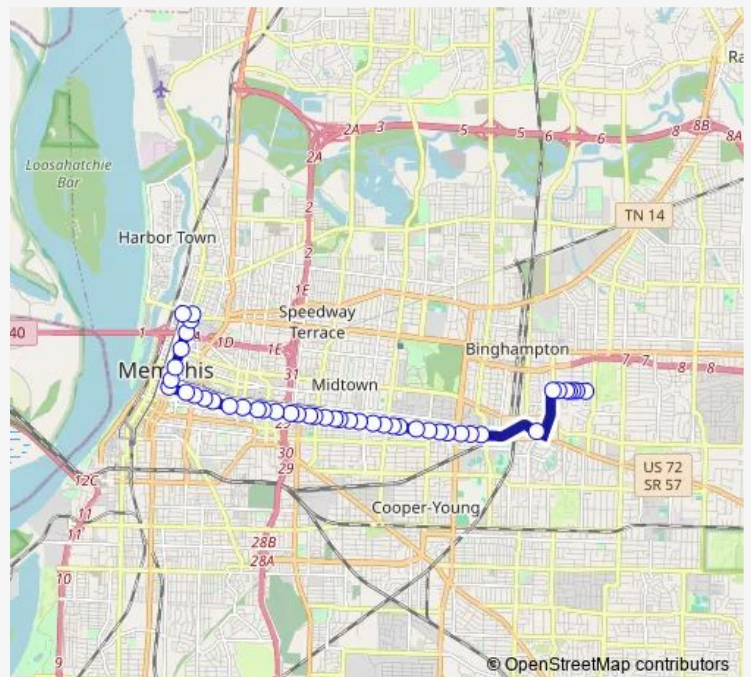 Ra
2A
3
5
5
6
6
8
8B
8A
2A
Loosahatchie
Bar
2
TN 14
Harbor Town
2
1E
Speedway
Terrace
40
1
1D
1E
Binghampton
7
7
8
8
Memphis
31
Midtown
29
30
29
US 72
SR 57
12C
Cooper-Young
11
11
28B
28A
10
9
© OpenStreetMap contributors